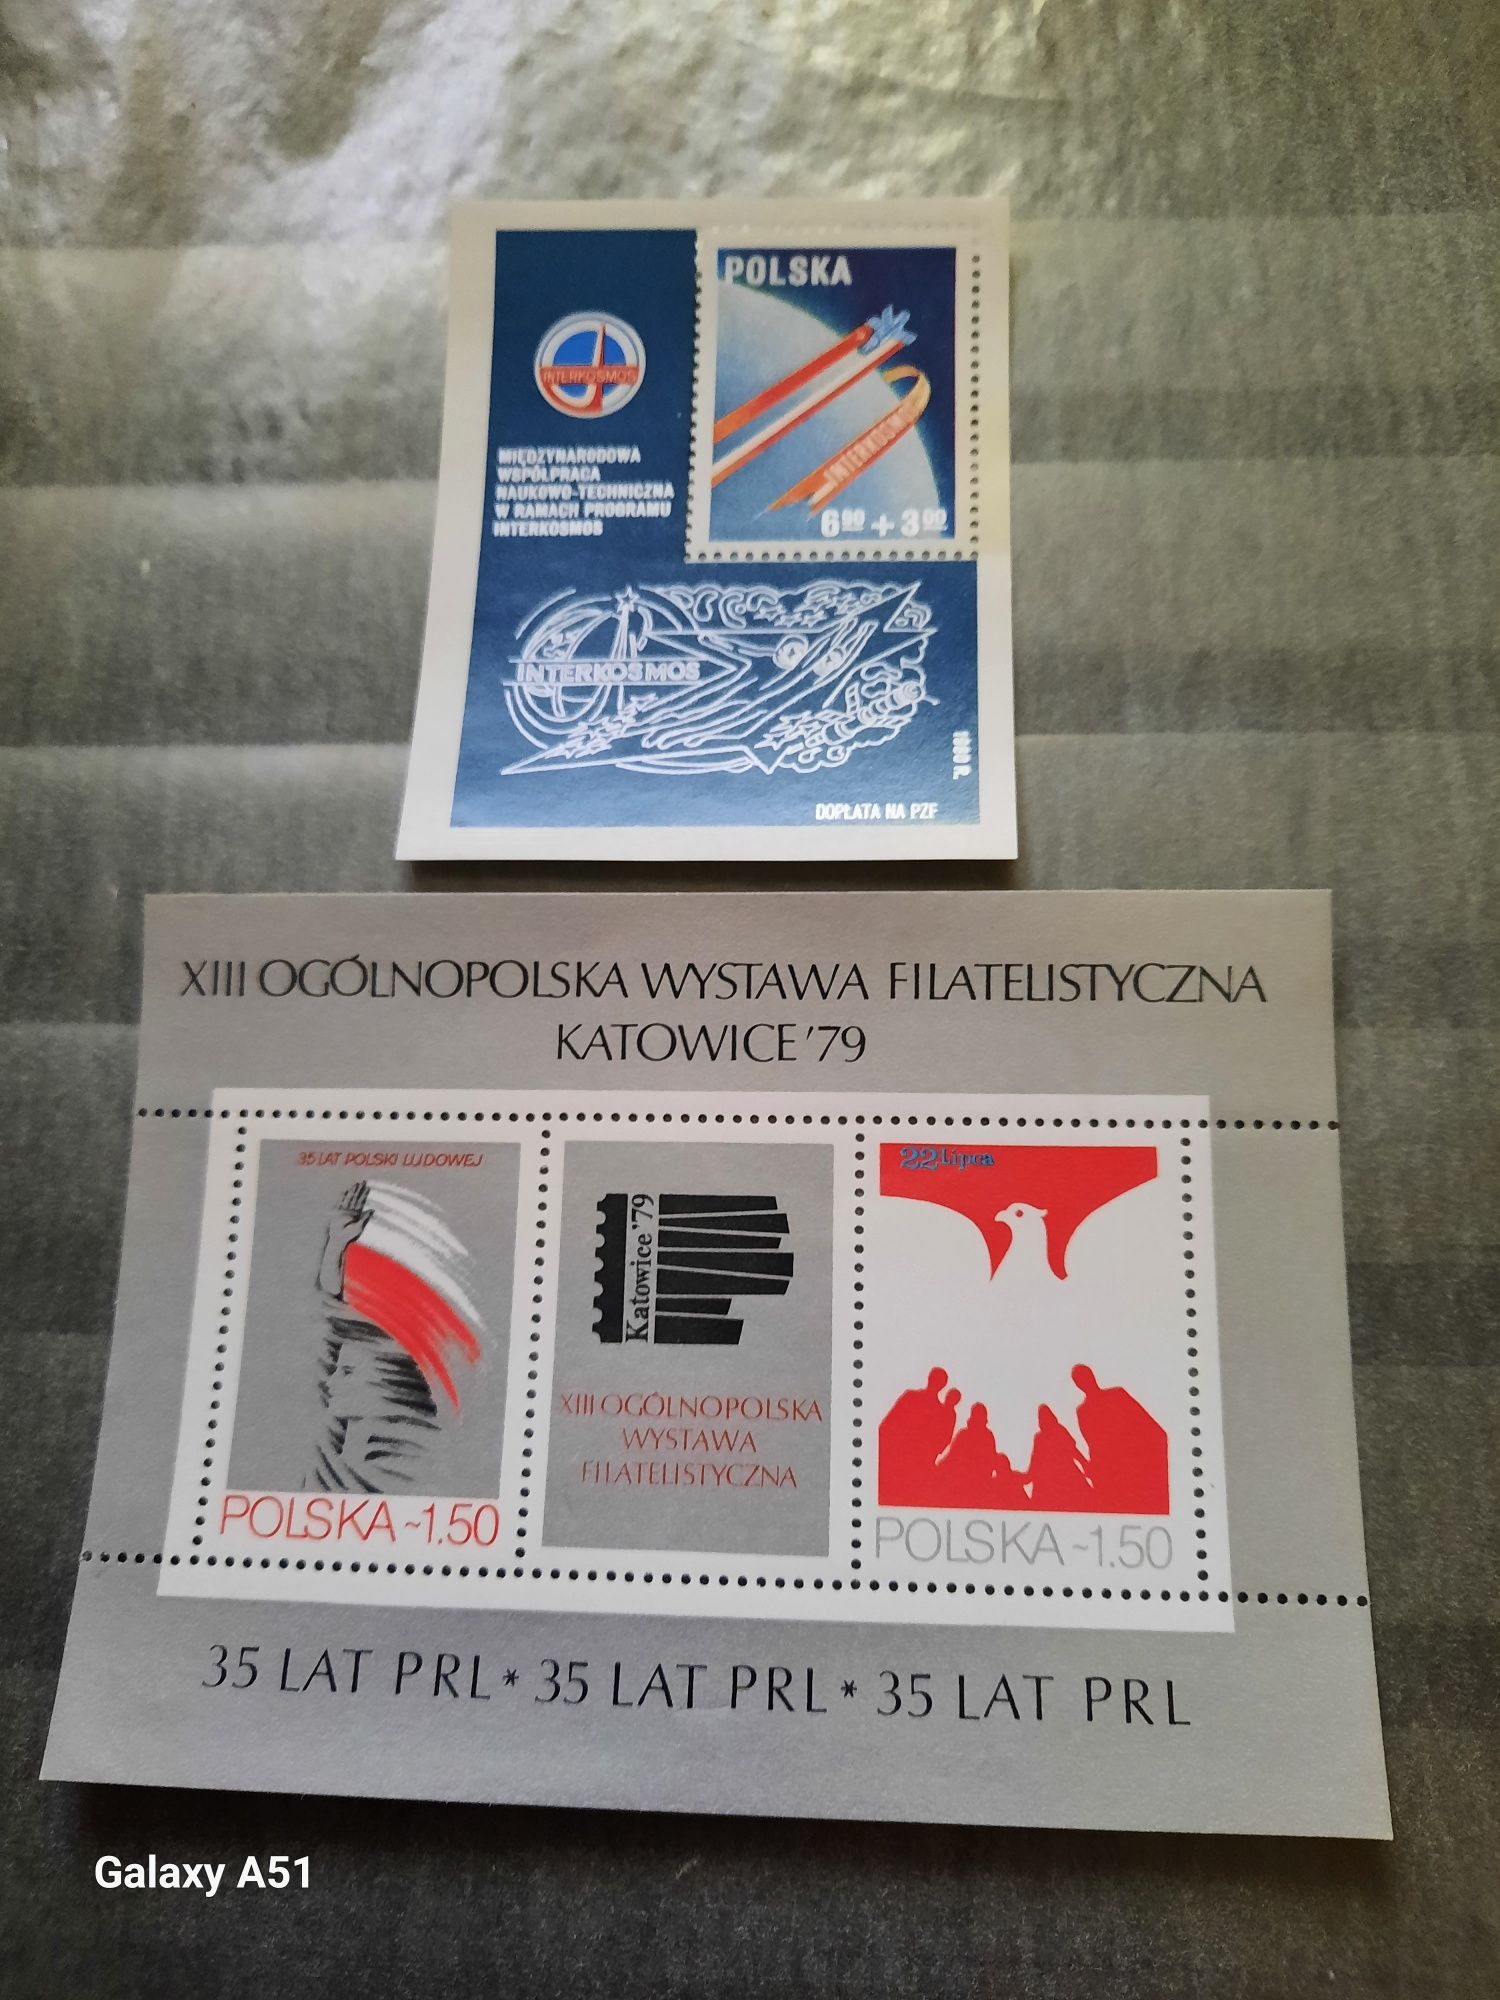 POLSKA
INTERKOSMOS
MIĘDZYNARODOWA
WSPÓŁPRACA
NAUKOWO-TECHNICZNA
W RAMACH PROGRAMU
INTERKOSMOS
INTERKOSMOS
6 90 + 3 00
INTERKOSMOS
1980 R.
DOPŁATA NA PZF
XIII OGÓLNOPOLSKA WYSTAWA FILATELISTYCZNA
KATOWICE '79
35 LAT POLSKI LUDOWEJ
POLSKA ~1.50
Katowice '79
XIII OGÓLNOPOLSKA
WYSTAWA
FILATELISTYCZNA
22 Lipca
POLSKA ~1.50
35 LAT PRL * 35 LAT PRL * 35 LAT PRL
Galaxy A51